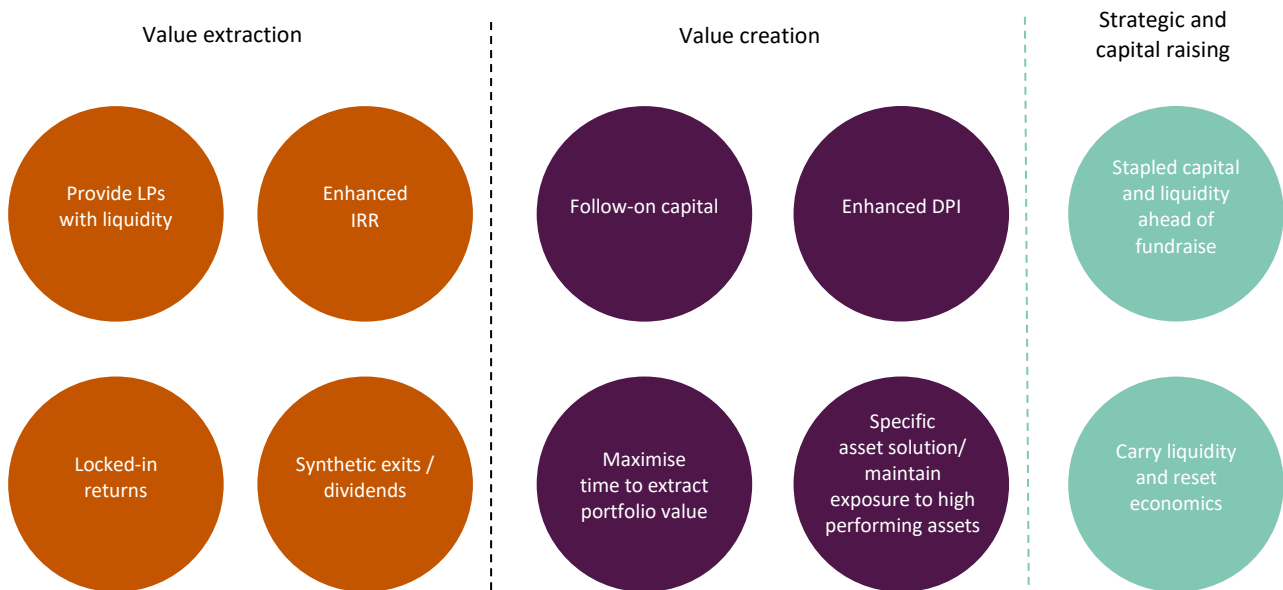 Value extraction
Value creation
Strategic and
capital raising
Provide LPs
with liquidity
Enhanced
IRR
Follow-on capital
Enhanced DPI
Stapled capital
and liquidity
ahead of
fundraise
Locked-in
returns
Synthetic exits /
dividends
Maximise
time to extract
portfolio value
Specific
asset solution/
maintain
exposure to high
performing assets
Carry liquidity
and reset
economics